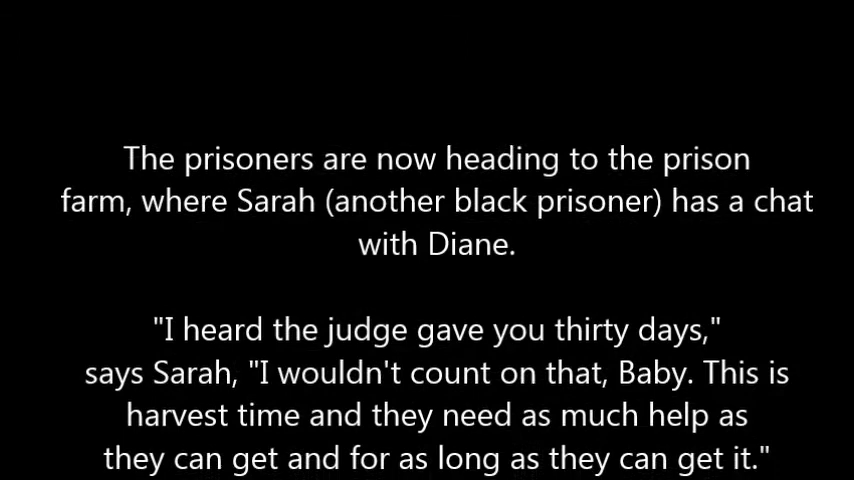 The prisoners are now heading to the prison
farm, where Sarah (another black prisoner) has a chat
with Diane.
"I heard the judge gave you thirty days,"
says Sarah, "I wouldn't count on that, Baby. This is
harvest time and they need as much help as
they can get and for as long as they can get it."